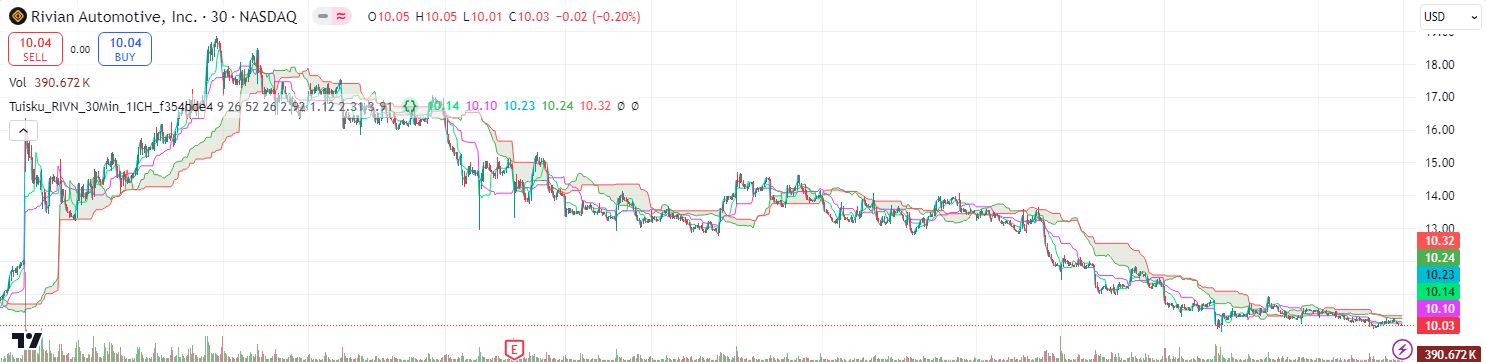 Rivian Automotive, Inc. · 30 · NASDAQ O10.05 H10.05 L10.01 C10.03 −0.02 (−0.20%)
USD
10.04 SELL 0.00 10.04 BUY
Vol 390.672 K
Tuisku_RIVN_30Min_1ICH_f354bde4 9 26 52 26 2.92 1.12 2.31 3.91 10.14 10.10 10.23 10.24 10.32 Ø Ø
19.00
18.00
17.00
16.00
15.00
14.00
13.00
10.32
10.24
10.23
10.14
10.10
10.03
390.672 K
E